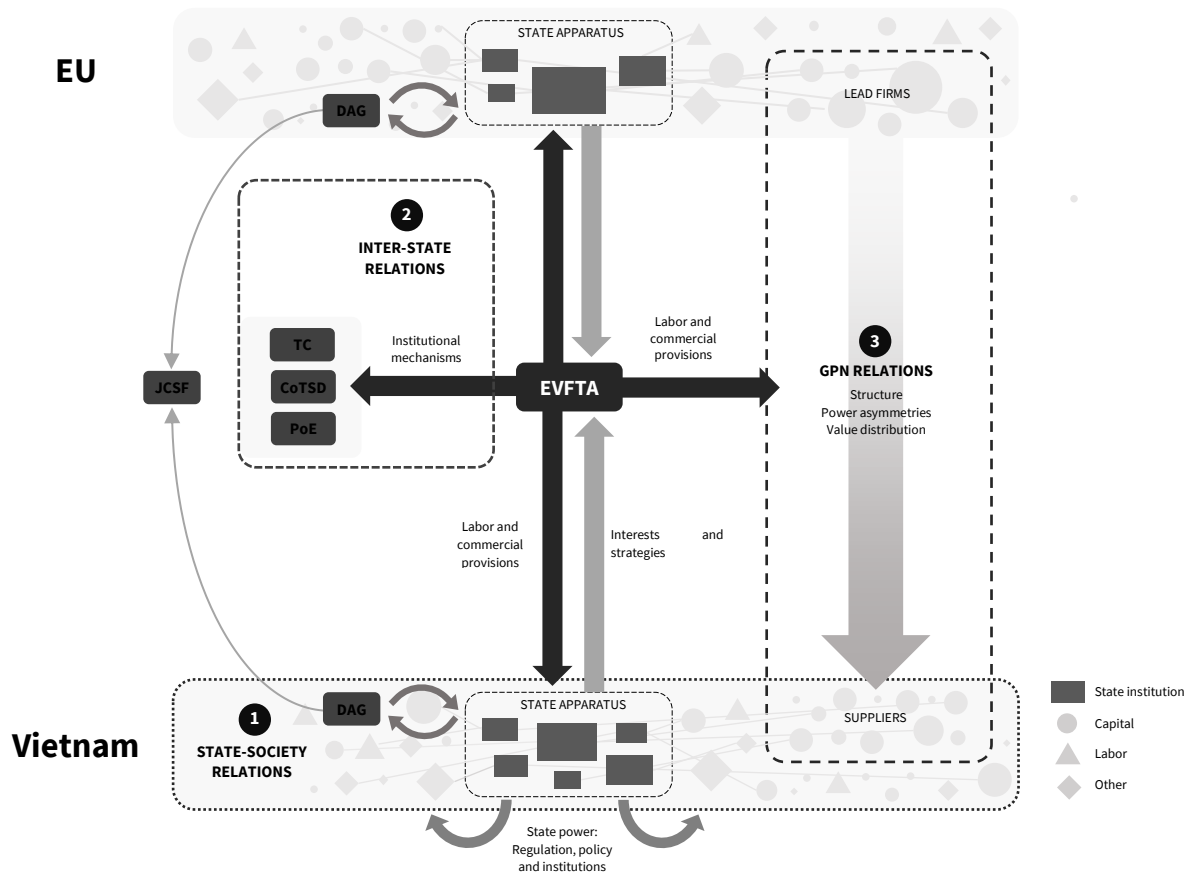 STATE APPARATUS
EU
LEAD FIRMS
DAG
2
INTER-STATE
RELATIONS
Institutional
mechanisms
TC
CoTSD
PoE
JCSF
EVFTA
Labor and
commercial
provisions
3
GPN RELATIONS
Structure
Power asymmetries
Value distribution
Labor and
commercial
provisions
Interests and
strategies
DAG
STATE APPARATUS
1
STATE-SOCIETY
RELATIONS
Vietnam
SUPPLIERS
State power:
Regulation, policy
and institutions
State institution
Capital
Labor
Other